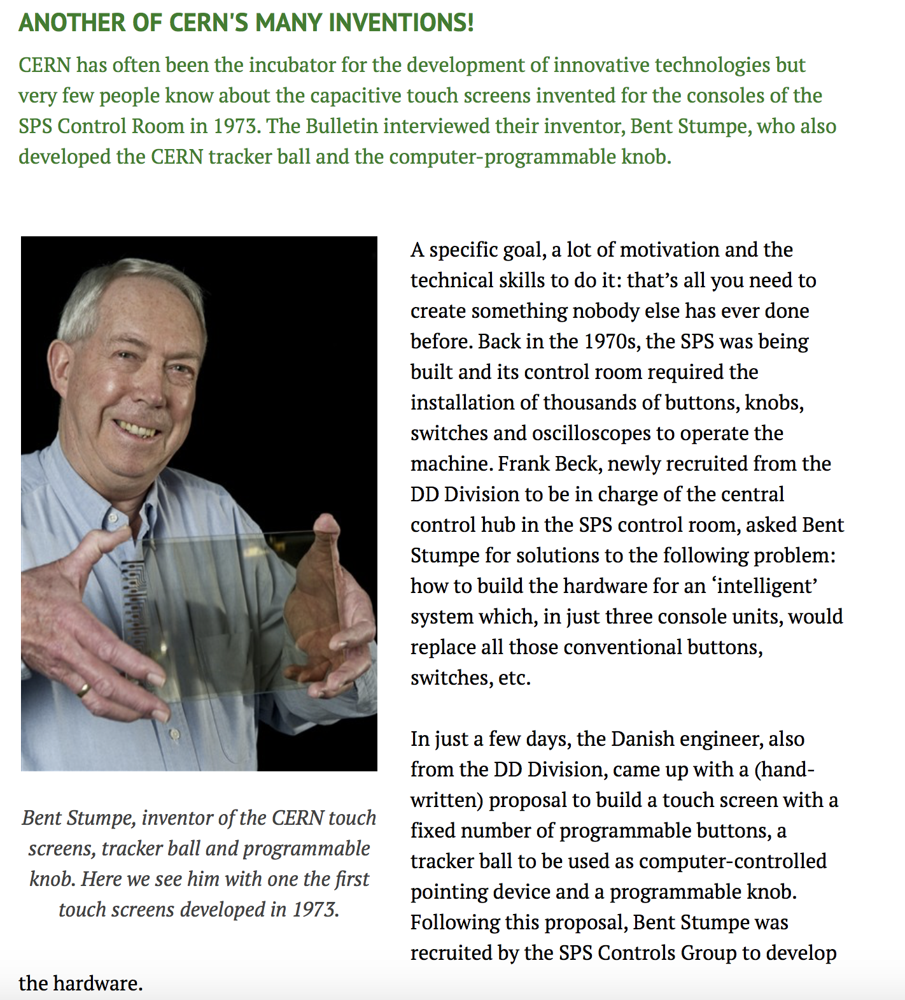 ANOTHER OF CERN'S MANY INVENTIONS!
CERN has often been the incubator for the development of innovative technologies but
very few people know about the capacitive touch screens invented for the consoles of the
SPS Control Room in 1973. The Bulletin interviewed their inventor, Bent Stumpe, who also
developed the CERN tracker ball and the computer-programmable knob.
A specific goal, a lot of motivation and the
technical skills to do it: that’s all you need to
create something nobody else has ever done
before. Back in the 1970s, the SPS was being
built and its control room required the
installation of thousands of buttons, knobs,
switches and oscilloscopes to operate the
machine. Frank Beck, newly recruited from the
DD Division to be in charge of the central
control hub in the SPS control room, asked Bent
Stumpe for solutions to the following problem:
how to build the hardware for an ‘intelligent’
system which, in just three console units, would
replace all those conventional buttons,
switches, etc.
In just a few days, the Danish engineer, also
from the DD Division, came up with a (hand-
written) proposal to build a touch screen with a
fixed number of programmable buttons, a
tracker ball to be used as computer-controlled
pointing device and a programmable knob.
Following this proposal, Bent Stumpe was
recruited by the SPS Controls Group to develop
the hardware.
Bent Stumpe, inventor of the CERN touch
screens, tracker ball and programmable
knob. Here we see him with one the first
touch screens developed in 1973.